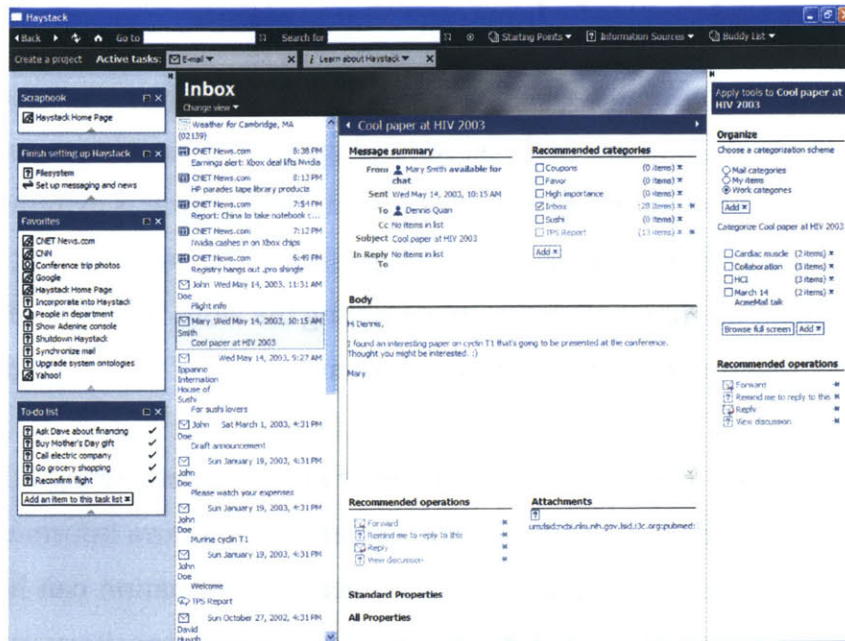 Haystack
Back Go to Search for Starting Points Information Sources Buddy List
Create a project Active tasks: E-mail Learn about Haystack
Scrapbook
Haystack Home Page
Finish setting up Haystack
Filesystem
Set up messaging and news
Favorites
CNET News.com
CNN
Conference trip photos
Google
Haystack Home Page
Incorporate into Haystack
People in department
Show Adenine console
Shutdown Haystack
Synchronize mail
Upgrade system ontologies
Yahoo!
To-do list
Ask Dave about financing
Buy Mother's Day gift
Call electric company
Go grocery shopping
Reconfirm flight
Add an item to this task list
Inbox
Change view
Weather for Cambridge, MA
(02139)
CNET News.com 8:38 PM
Earnings alert: Xbox deal lifts Nvidia
CNET News.com 8:13 PM
HP parades tape library products
CNET News.com 7:54 PM
Report: China to take notebook c...
CNET News.com 7:12 PM
Nvidia cashes in on Xbox chips
CNET News.com 6:49 PM
Registry hangs out .pro shingle
John Wed May 14, 2003, 11:31 AM
Doe
Flight info
Mary Wed May 14, 2003, 10:15 AM
Smith
Cool paper at HIV 2003
Wed May 14, 2003, 9:27 AM
Ippanno
Internation
House of
Sushi
For sushi lovers
John Sat March 1, 2003, 4:31 PM
Doe
Draft announcement
Sun January 19, 2003, 4:31 PM
John
Doe
Please watch your expenses
Sun January 19, 2003, 4:31 PM
John
Doe
Murine cyclin T1
Sun January 19, 2003, 4:31 PM
John
Doe
Welcome
TPS Report
Sun October 27, 2002, 4:31 PM
David
Huynh
Cool paper at HIV 2003
Message summary
From Mary Smith available for
chat
Sent Wed May 14, 2003, 10:15 AM
To Dennis Quan
Cc No items in list
Subject Cool paper at HIV 2003
In Reply No items in list
To
Recommended categories
Coupons (0 items)
Favor (0 items)
High importance (0 items)
Inbox (28 items)
Sushi (0 items)
TPS Report (13 items)
Add
Body
Hi Dennis,
I found an interesting paper on cyclin T1 that's going to be presented at the conference.
Thought you might be interested. :)
Mary
Recommended operations
Forward
Remind me to reply to this
Reply
View discussion
Attachments
Standard Properties
All Properties
Apply tools to Cool paper at
HIV 2003
Organize
Choose a categorization scheme
Mail categories
My items
Work categories
Add
Categorize Cool paper at HIV 2003
Cardiac muscle (2 items)
Collaboration (3 items)
HCI (3 items)
March 14 (2 items)
AcmeMail talk
Browse full screen Add
Recommended operations
Forward
Remind me to reply to this
Reply
View discussion